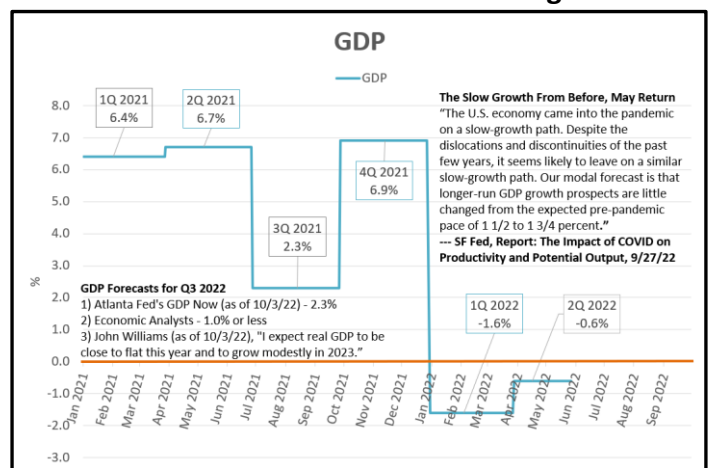 GDP
GDP
8.0
7.0
6.0
5.0
4.0
3.0
2.0
1.0
0.0
-1.0
-2.0
-3.0
%
1Q 2021
6.4%
2Q 2021
6.7%
3Q 2021
2.3%
4Q 2021
6.9%
1Q 2022
-1.6%
2Q 2022
-0.6%
The Slow Growth From Before, May Return
“The U.S. economy came into the pandemic
on a slow-growth path. Despite the
dislocations and discontinuities of the past
few years, it seems likely to leave on a similar
slow-growth path. Our modal forecast is that
longer-run GDP growth prospects are little
changed from the expected pre-pandemic
pace of 1 1/2 to 1 3/4 percent.”
--- SF Fed, Report: The Impact of COVID on
Productivity and Potential Output, 9/27/22
GDP Forecasts for Q3 2022
1) Atlanta Fed's GDP Now (as of 10/3/22) - 2.3%
2) Economic Analysts - 1.0% or less
3) John Williams (as of 10/3/22), "I expect real GDP to be
close to flat this year and to grow modestly in 2023.”
Jan 2021
Feb 2021
Mar 2021
Apr 2021
May 2021
Jun 2021
Jul 2021
Aug 2021
Sep 2021
Oct 2021
Nov 2021
Dec 2021
Jan 2022
Feb 2022
Mar 2022
Apr 2022
May 2022
Jun 2022
Jul 2022
Aug 2022
Sep 2022